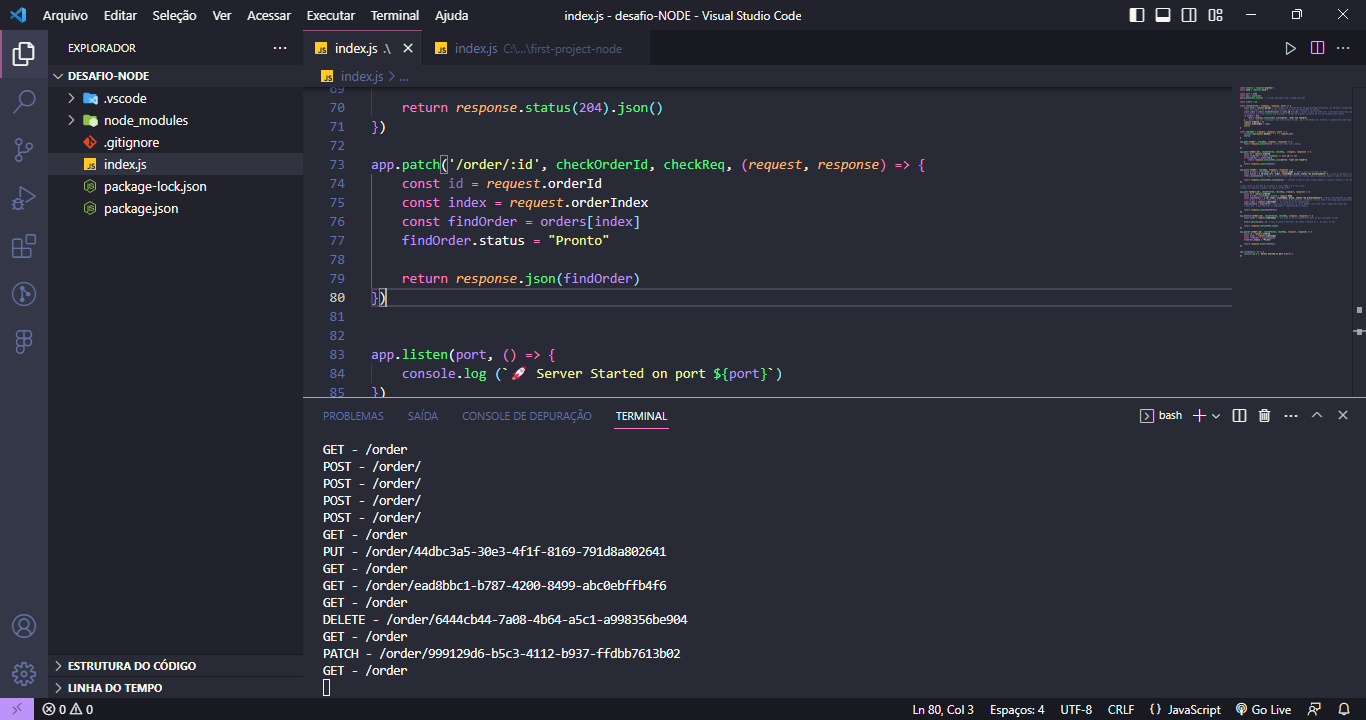 Arquivo Editar Seleção Ver Acessar Executar Terminal Ajuda
index.js - desafio-NODE - Visual Studio Code
EXPLORADOR ···
DESAFIO-NODE
.vscode
node_modules
.gitignore
index.js
package-lock.json
package.json
ESTRUTURA DO CÓDIGO
LINHA DO TEMPO
index.js .\
index.js C:\...\first-project-node
index.js > ...
69
70 return response.status(204).json()
71 })
72
73 app.patch('/order/:id', checkOrderId, checkReq, (request, response) => {
74 const id = request.orderId
75 const index = request.orderIndex
76 const findOrder = orders[index]
77 findOrder.status = "Pronto"
78
79 return response.json(findOrder)
80 })
81
82
83 app.listen(port, () => {
84 console.log (`🚀 Server Started on port ${port}`)
85 })
PROBLEMAS SAÍDA CONSOLE DE DEPURAÇÃO TERMINAL
bash
GET - /order
POST - /order/
POST - /order/
POST - /order/
POST - /order/
GET - /order
PUT - /order/44dbc3a5-30e3-4f1f-8169-791d8a802641
GET - /order
GET - /order/ead8bbc1-b787-4200-8499-abc0ebffb4f6
GET - /order
DELETE - /order/6444cb44-7a08-4b64-a5c1-a998356be904
GET - /order
PATCH - /order/999129d6-b5c3-4112-b937-ffdbb7613b02
GET - /order
0 0
Ln 80, Col 3 Espaços: 4 UTF-8 CRLF {} JavaScript Go Live